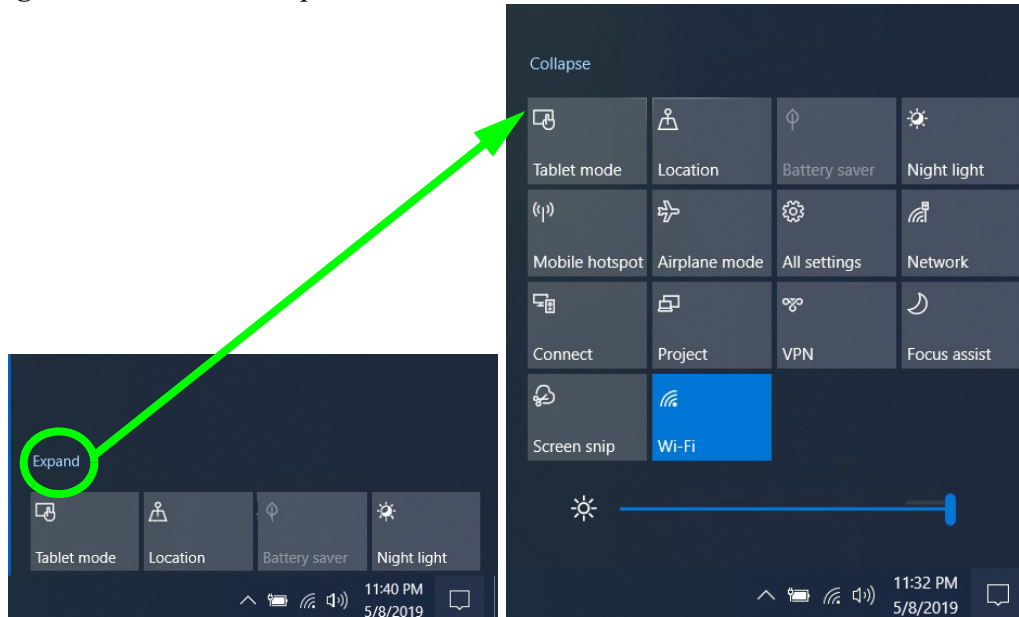 Collapse
Tablet mode Location Battery saver Night light
Mobile hotspot Airplane mode All settings Network
Connect Project VPN Focus assist
Screen snip Wi-Fi
11:32 PM
5/8/2019
Expand
Tablet mode Location Battery saver Night light
11:40 PM
5/8/2019